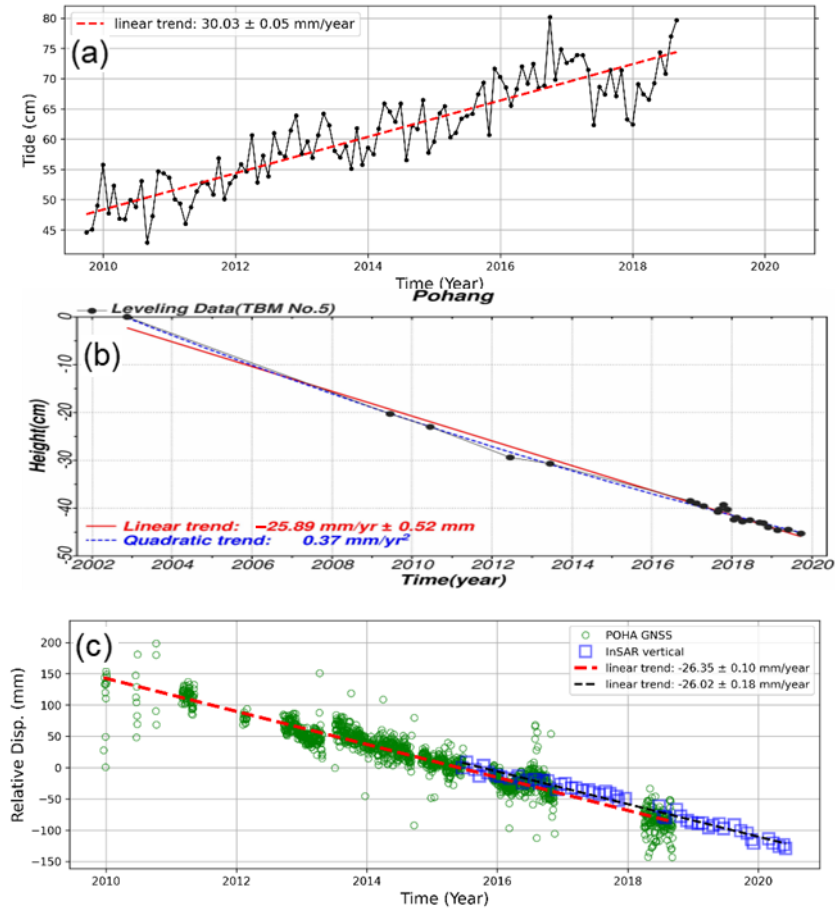 (a)
linear trend: 30.03 ± 0.05 mm/year
Tide (cm)
80
75
70
65
60
55
50
45
2010 2012 2014 2016 2018 2020
Time (Year)
Pohang
Leveling Data(TBM No.5)
(b)
Height(cm)
0
-10
-20
-30
-40
-50
Linear trend: −25.89 mm/yr ± 0.52 mm
Quadratic trend: 0.37 mm/yr²
2002 2004 2006 2008 2010 2012 2014 2016 2018 2020
Time(year)
(c)
POHA GNSS
InSAR vertical
linear trend: -26.35 ± 0.10 mm/year
linear trend: -26.02 ± 0.18 mm/year
Relative Disp. (mm)
200
150
100
50
0
−50
−100
−150
2010 2012 2014 2016 2018 2020
Time (Year)